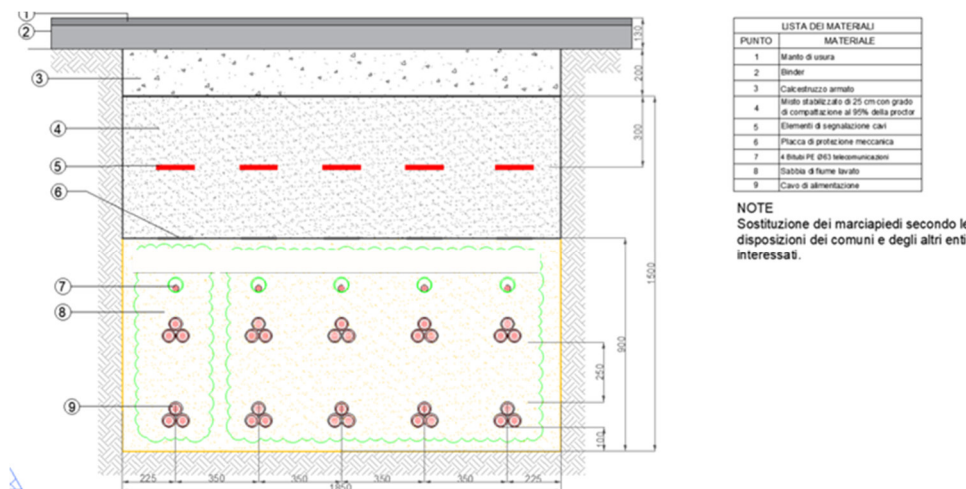 1
2
3
4
5
6
7
8
9
130
200
300
1500
900
250
100
225
350
350
350
350
225
1850
LISTA DEI MATERIALI
PUNTO MATERIALE
1 Manto di usura
2 Binder
3 Calcestruzzo armato
4 Misto stabilizzato di 25 cm con grado
di compattazione al 95% della proctor
5 Elementi di segnalazione cavi
6 Placca di protezione meccanica
7 4 Bitubi PE Ø63 telecomunicazioni
8 Sabbia di fiume lavato
9 Cavo di alimentazione
NOTE
Sostituzione dei marciapiedi secondo le
disposizioni dei comuni e degli altri enti
interessati.